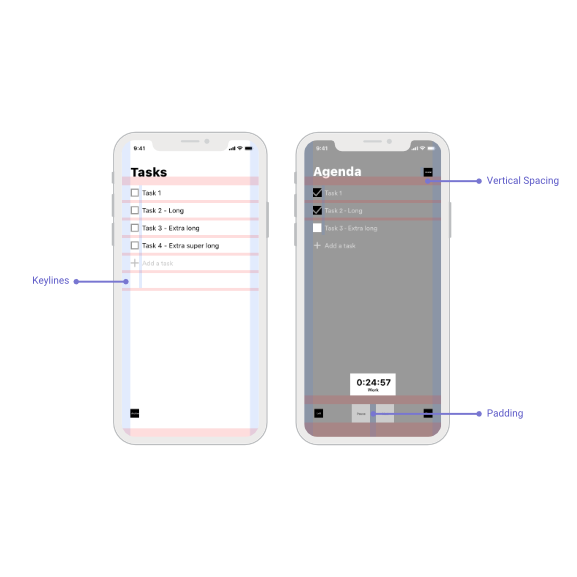 9:41
Tasks
Task 1
Task 2 - Long
Task 3 - Extra long
Task 4 - Extra super long
Add a task
Keylines
9:41
Agenda
Task 1
Task 2 - Long
Task 3 - Extra long
Add a task
0:24:57
Work
Vertical Spacing
Padding